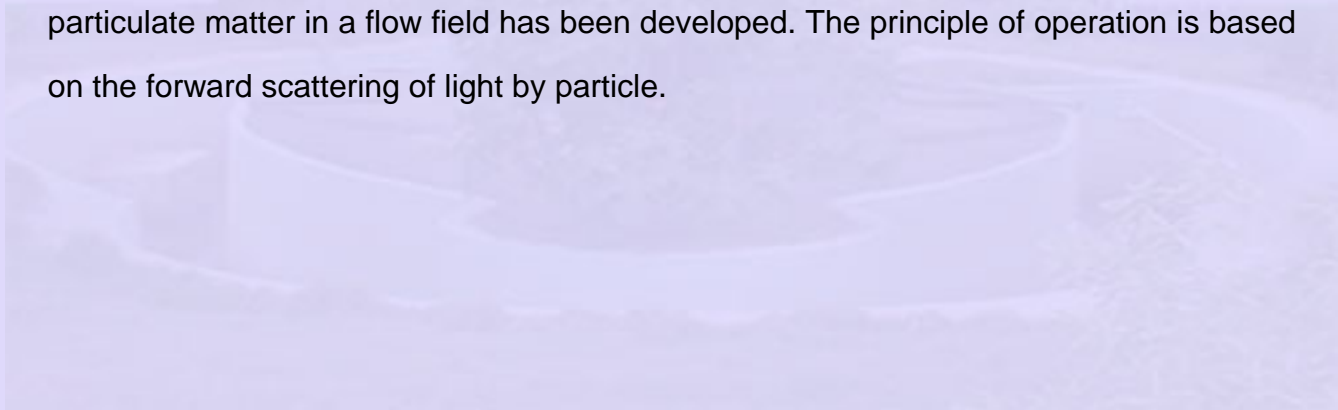 particulate matter in a flow field has been developed. The principle of operation is based
on the forward scattering of light by particle.